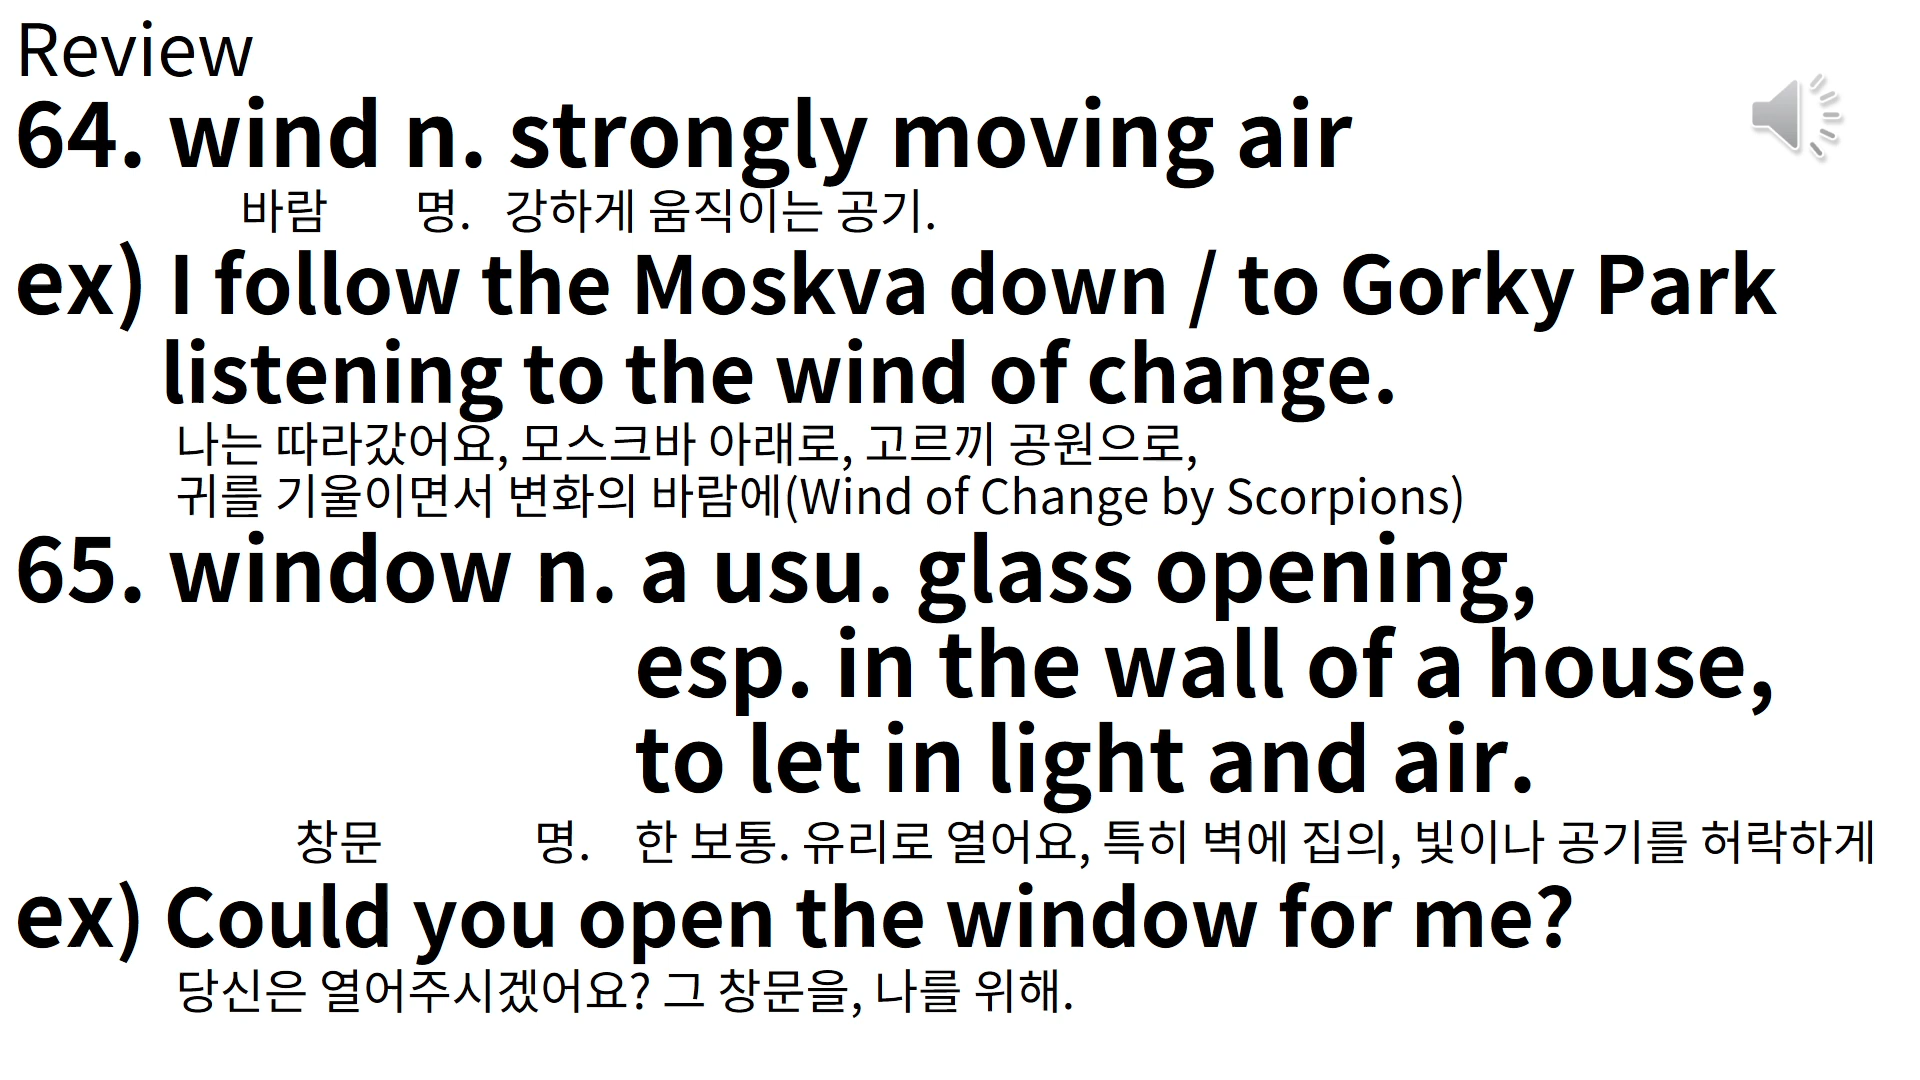 Review
64. wind n. strongly moving air
바람 명. 강하게 움직이는 공기.
ex) I follow the Moskva down / to Gorky Park
listening to the wind of change.
나는 따라갔어요, 모스크바 아래로, 고르끼 공원으로,
귀를 기울이면서 변화의 바람에(Wind of Change by Scorpions)
65. window n. a usu. glass opening,
esp. in the wall of a house,
to let in light and air.
창문 명. 한 보통. 유리로 열어요, 특히 벽에 집의, 빛이나 공기를 허락하게
ex) Could you open the window for me?
당신은 열어주시겠어요? 그 창문을, 나를 위해.